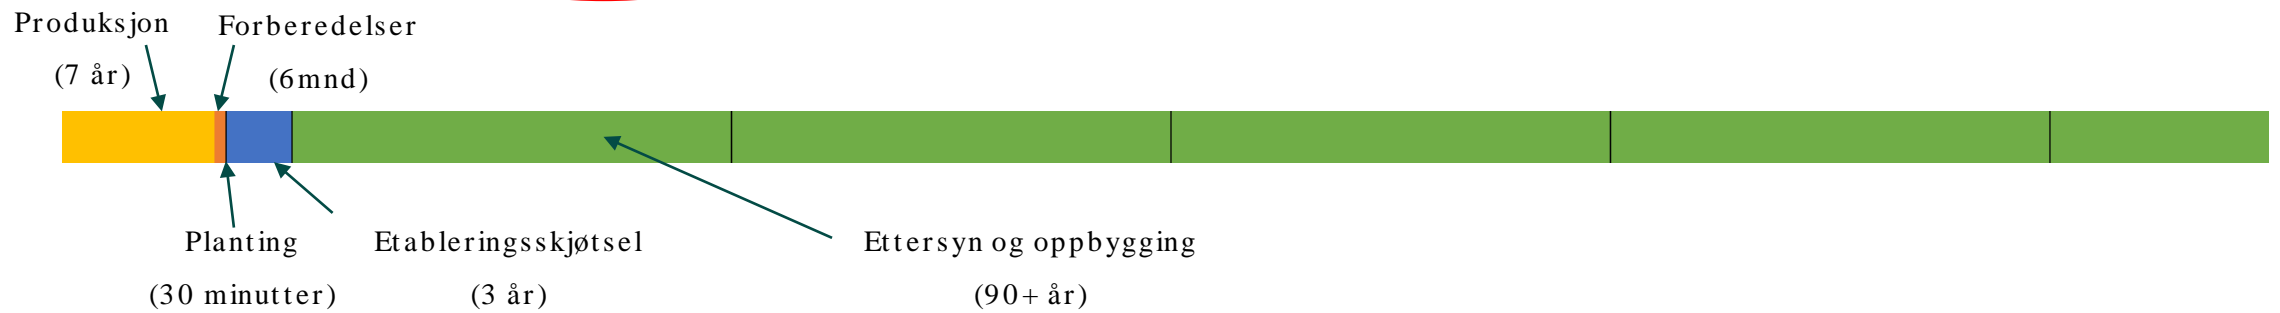 Produksjon
(7 år)
Forberedelser
(6mnd)
Planting
(30 minutter)
Etableringsskjøtsel
(3 år)
Ettersyn og oppbygging
(90+ år)